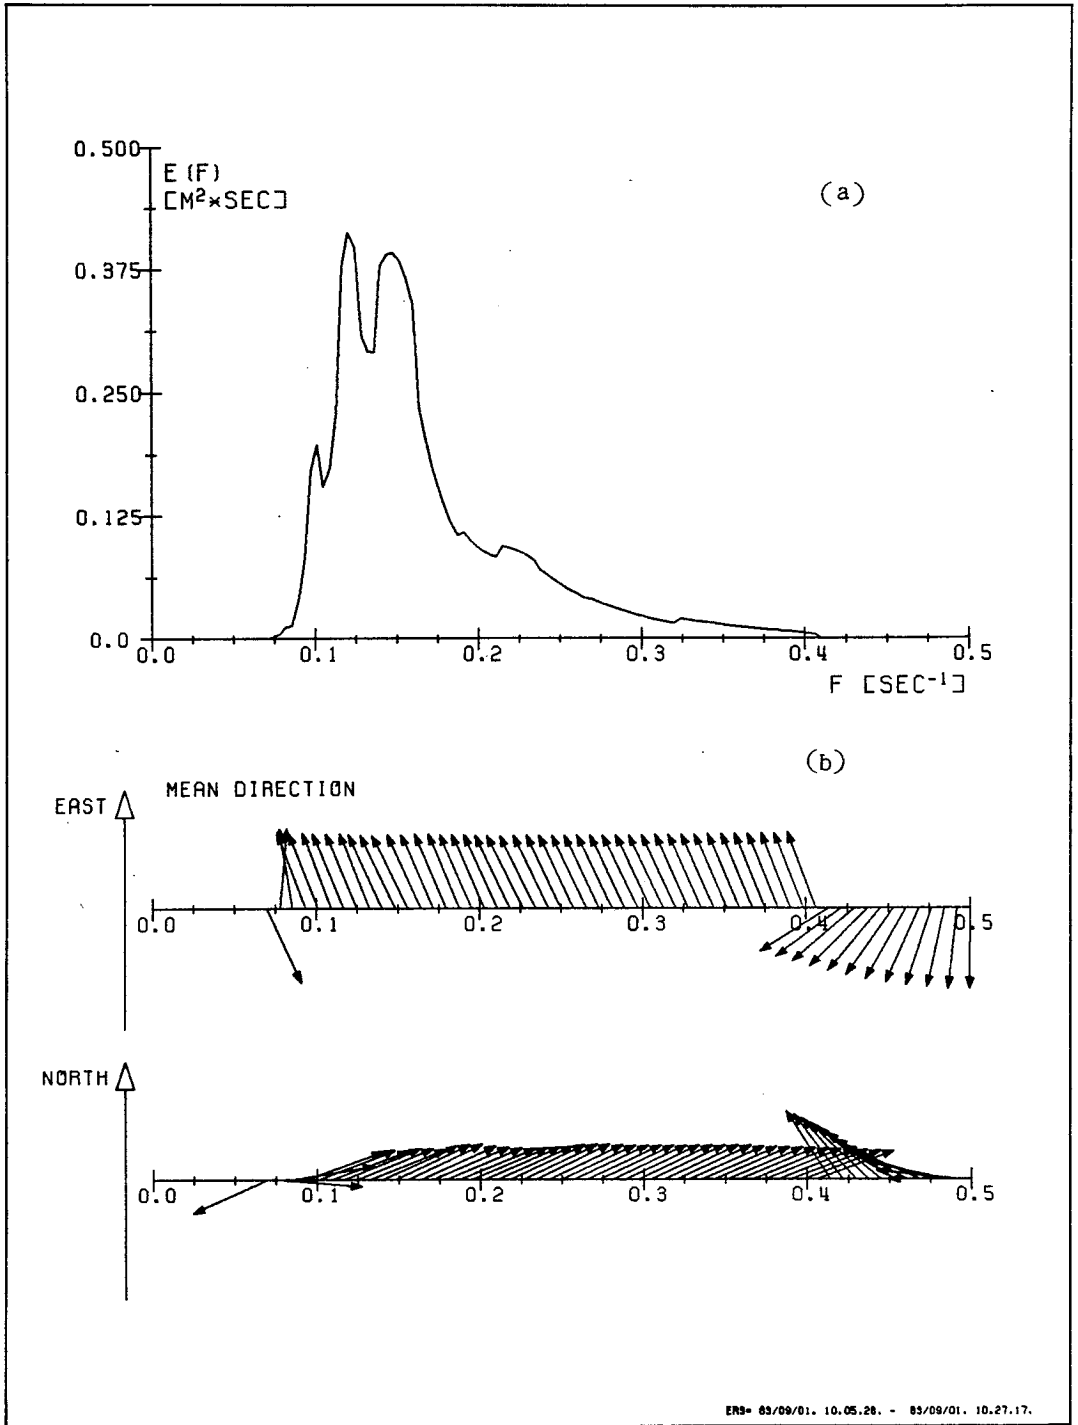 0.500
E (F)
[M²*SEC]
(a)
0.375
0.250
0.125
0.0
0.0 0.1 0.2 0.3 0.4 0.5
F [SEC⁻¹]
(b)
MEAN DIRECTION
EAST
0.0 0.1 0.2 0.3 0.4 0.5
NORTH
0.0 0.1 0.2 0.3 0.4 0.5
ERS= 83/09/01. 10.05.28. - 83/09/01. 10.27.17.